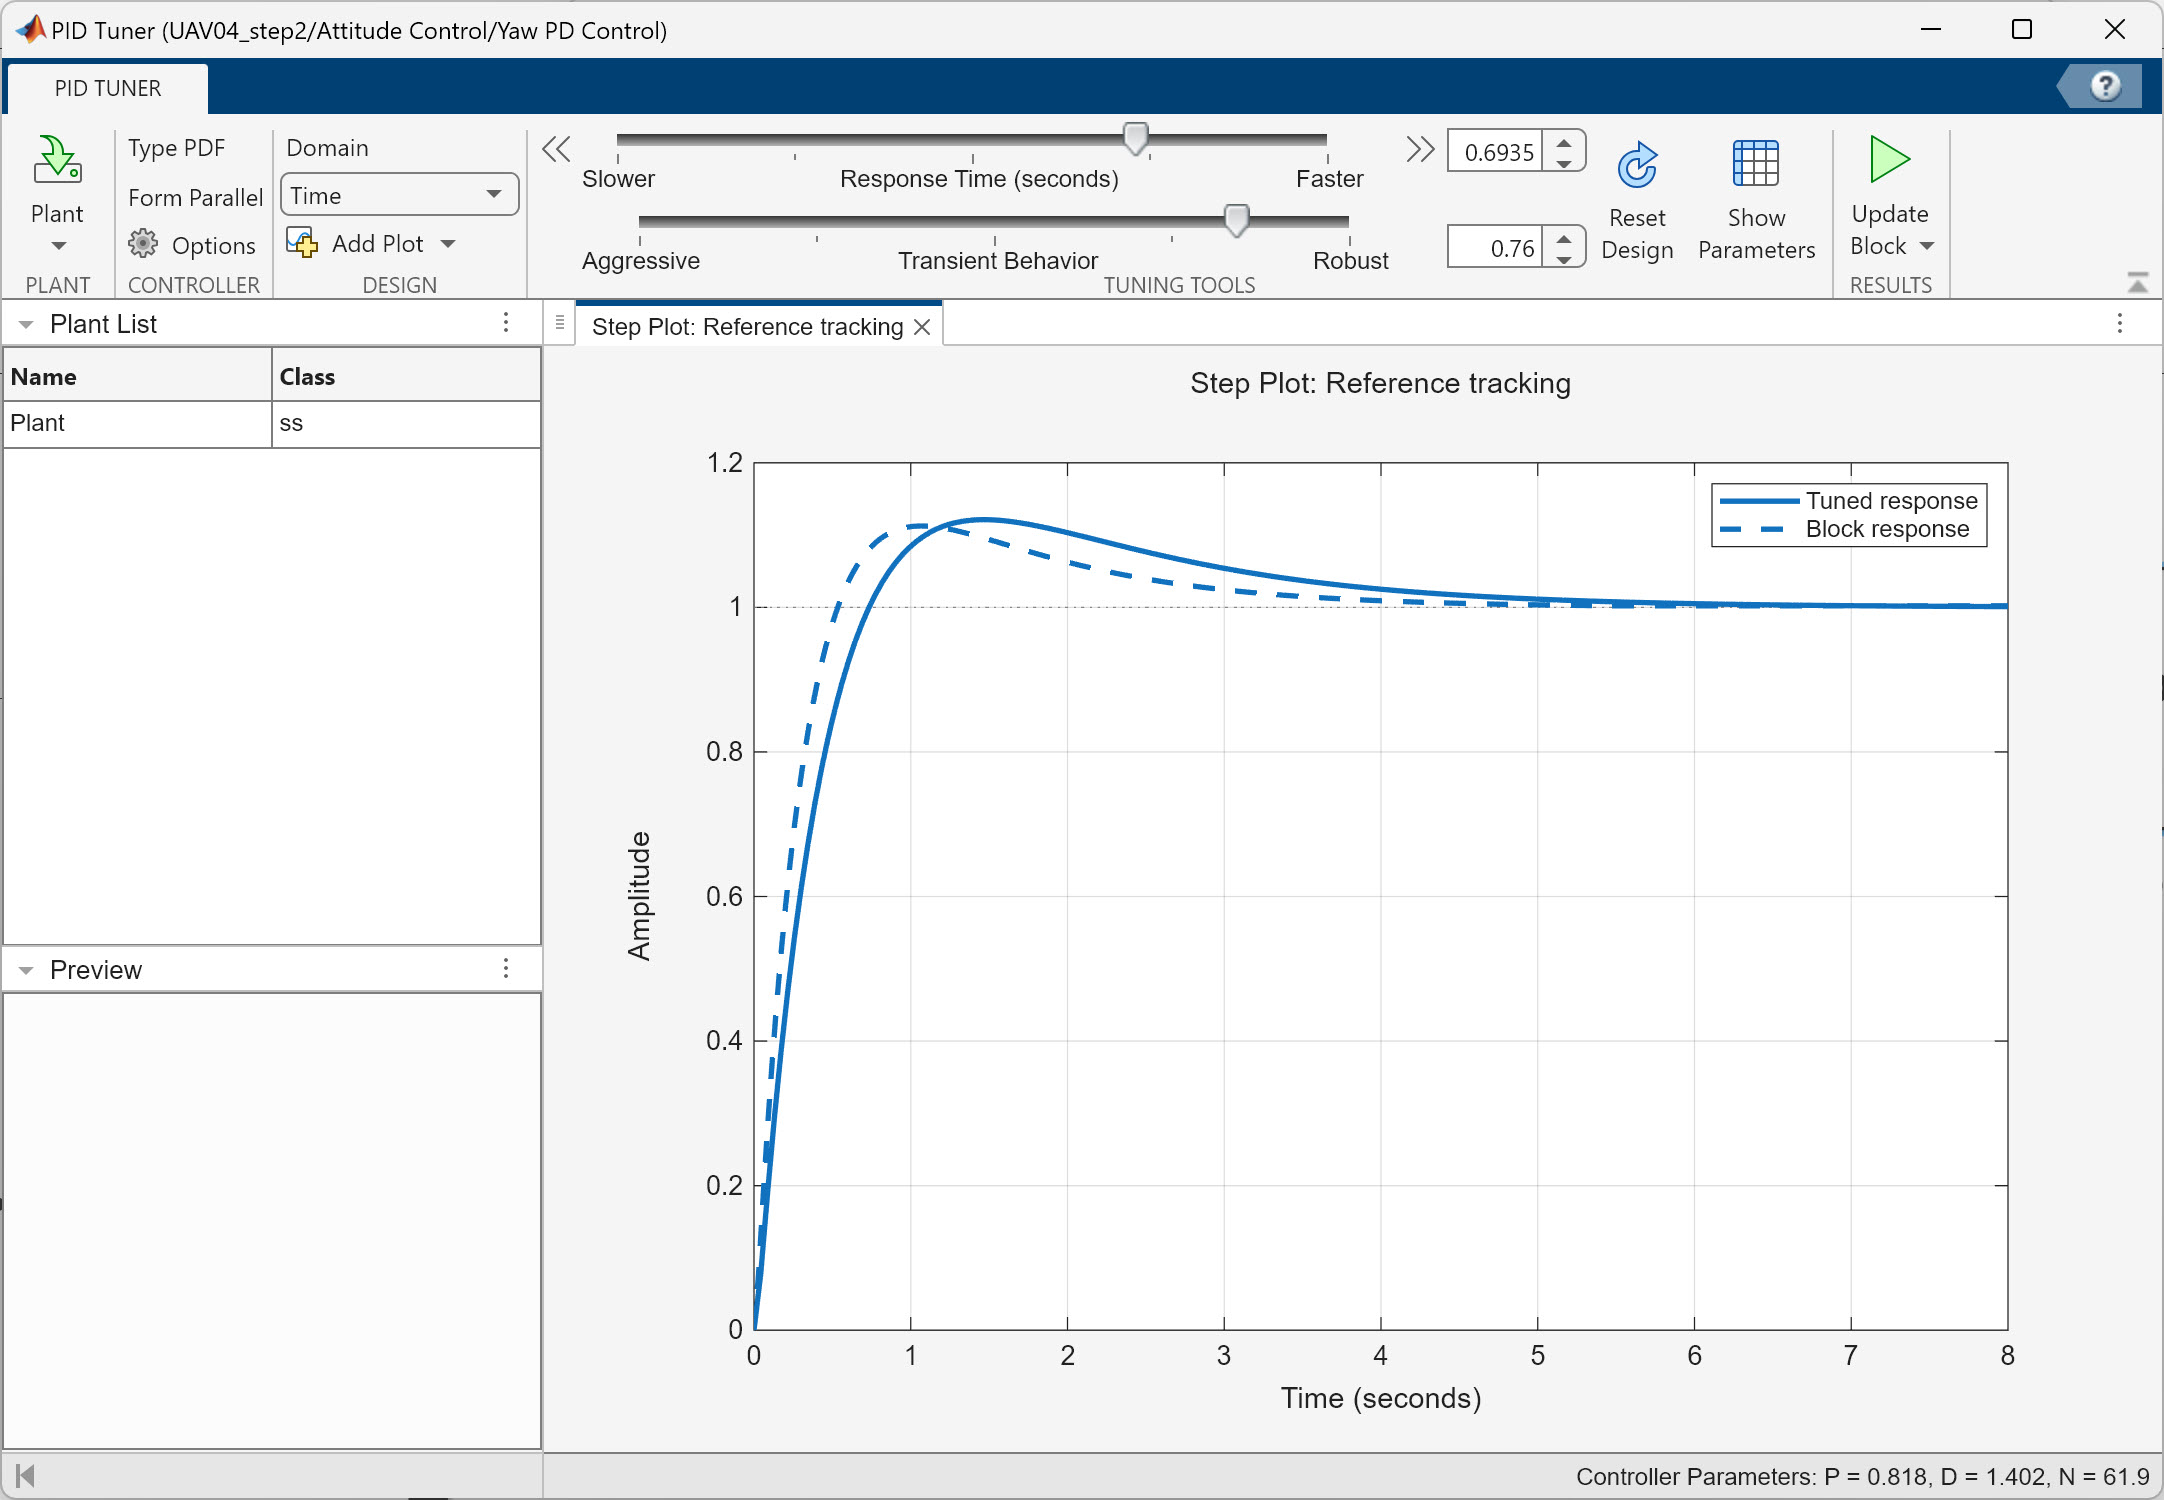 PID Tuner (UAV04_step2/Attitude Control/Yaw PD Control)
PID TUNER
?
Plant
PLANT
Type PDF
Form Parallel
Options
CONTROLLER
Domain
Time
Add Plot
DESIGN
Slower Response Time (seconds) Faster
0.6935
Aggressive Transient Behavior Robust
0.76
Reset
Design
Show
Parameters
TUNING TOOLS
Update
Block
RESULTS
Plant List
Name Class
Plant ss
Preview
Step Plot: Reference tracking
Step Plot: Reference tracking
Tuned response
Block response
1.2
1
0.8
0.6
0.4
0.2
0
Amplitude
0 1 2 3 4 5 6 7 8
Time (seconds)
Controller Parameters: P = 0.818, D = 1.402, N = 61.9